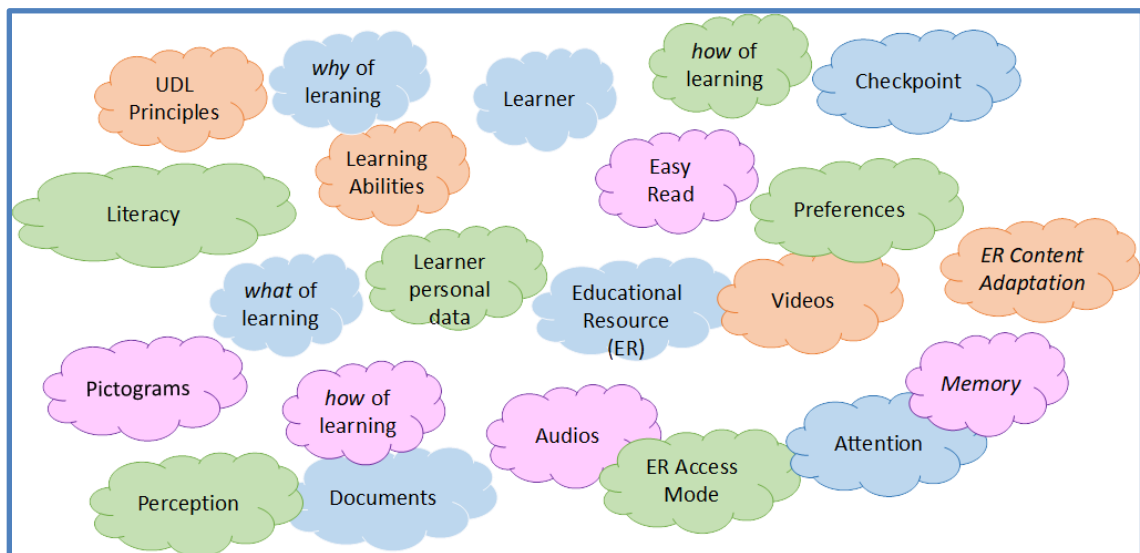 UDL
Principles
why of
leraning
Learner
how of
learning
Checkpoint
Learning
Abilities
Easy
Read
Literacy
Preferences
ER Content
Adaptation
what of
learning
Learner
personal
data
Educational
Resource
(ER)
Videos
Pictograms
how of
learning
Audios
Memory
Attention
ER Access
Mode
Perception
Documents